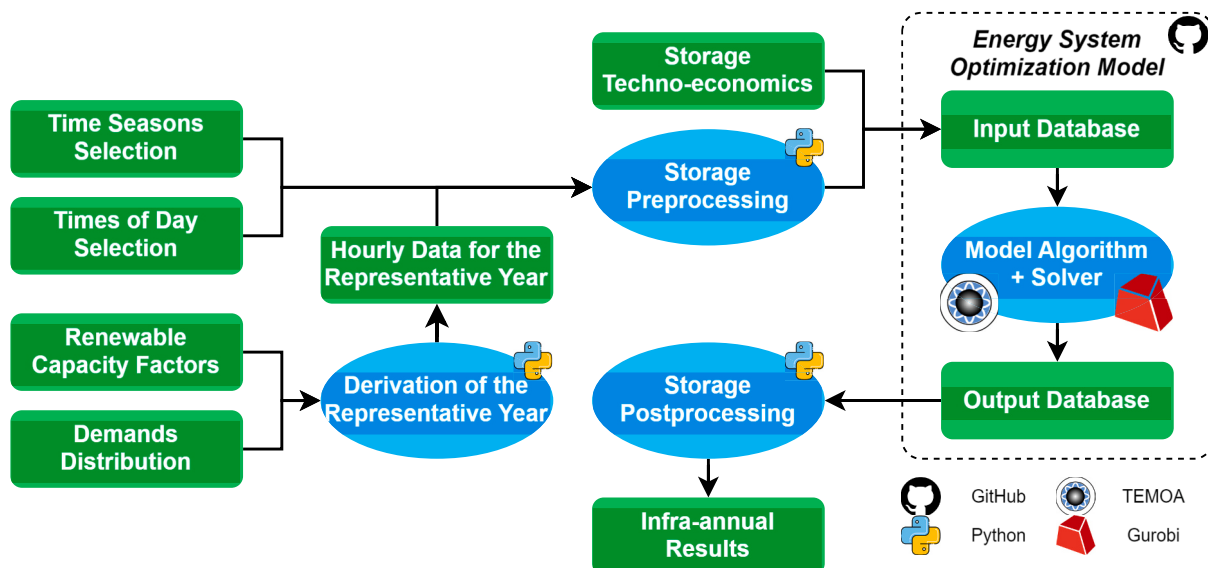 Energy System
Optimization Model
Storage
Techno-economics
Input Database
Time Seasons
Selection
Storage
Preprocessing
Times of Day
Selection
Hourly Data for the
Representative Year
Model Algorithm
+ Solver
Renewable
Capacity Factors
Derivation of the
Representative Year
Storage
Postprocessing
Output Database
Demands
Distribution
Infra-annual
Results
GitHub
TEMOA
Python
Gurobi